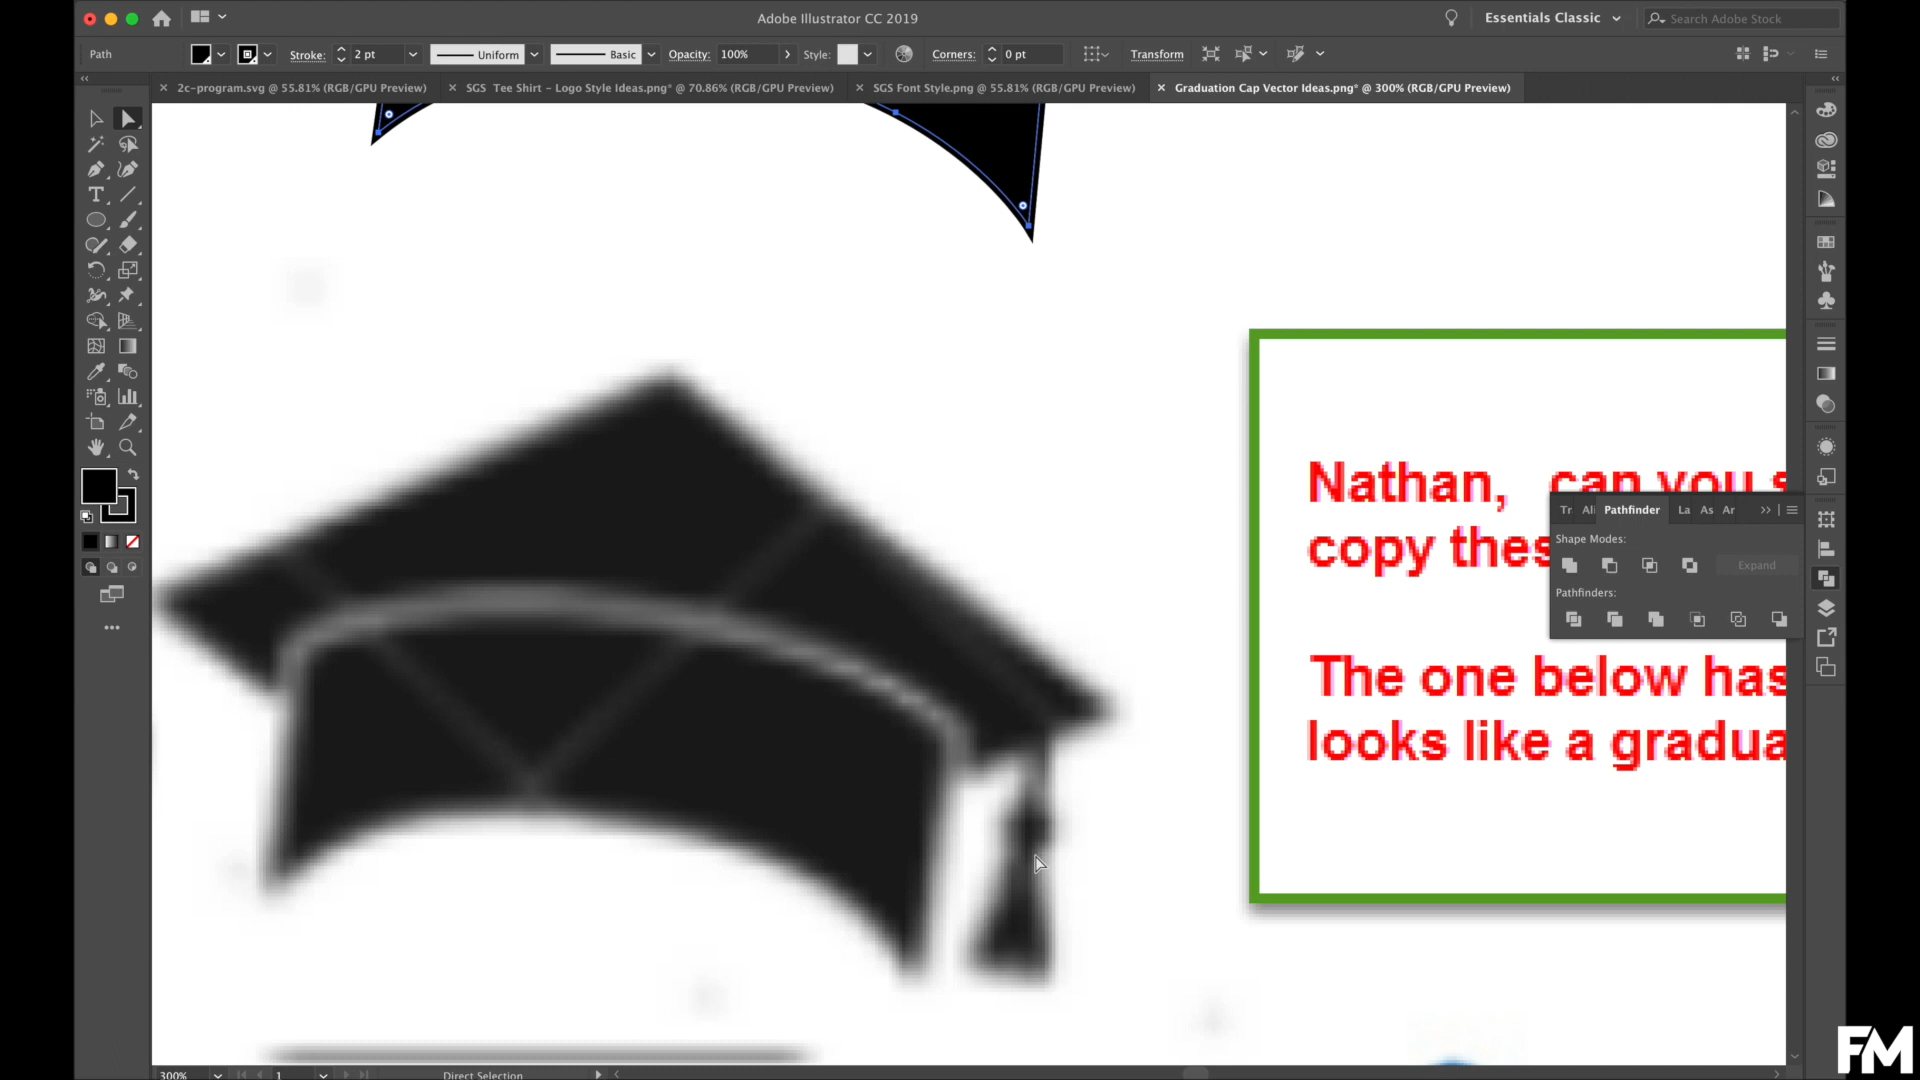 Adobe Illustrator CC 2019
Essentials Classic
Search Adobe Stock
Path
Stroke:
2 pt
Uniform
Basic
Opacity:
100%
Style:
Corners:
0 pt
Transform
2c-program.svg @ 55.81% (RGB/GPU Preview)
SGS Tee Shirt - Logo Style Ideas.png* @ 70.86% (RGB/GPU Preview)
SGS Font Style.png @ 55.81% (RGB/GPU Preview)
Graduation Cap Vector Ideas.png* @ 300% (RGB/GPU Preview)
Nathan, can you s
copy thes
The one below has
looks like a gradua
Tr
Ali
Pathfinder
La
As
Ar
Shape Modes:
Expand
Pathfinders:
300%
1
Direct Selection
FM